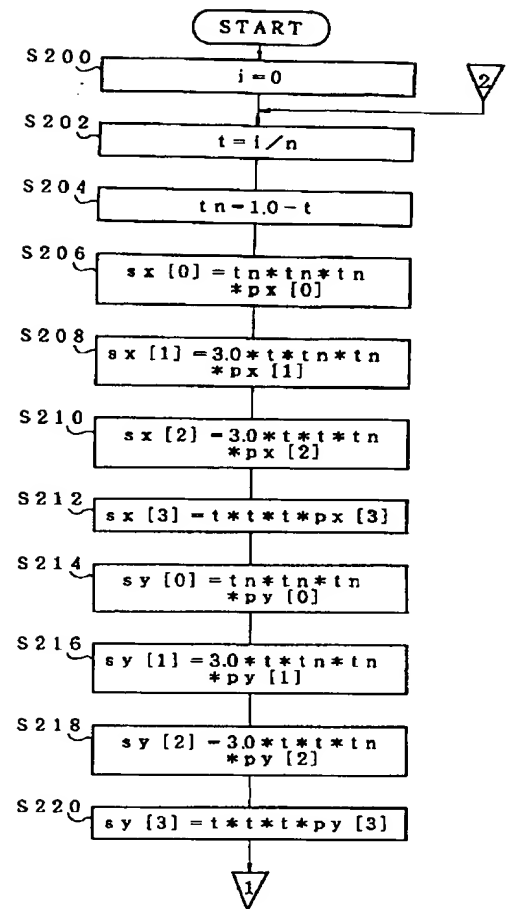 START
S200
i=0
2
S202
t=i/n
S204
tn=1.0-t
S206
sx [0] =tn*tn*tn
*px [0]
S208
sx [1] =3.0*t*tn*tn
*px [1]
S210
sx [2] =3.0*t*t*tn
*px [2]
S212
sx [3] =t*t*t*px [3]
S214
sy [0] =tn*tn*tn
*py [0]
S216
sy [1] =3.0*t*tn*tn
*py [1]
S218
sy [2] =3.0*t*t*tn
*py [2]
S220
sy [3] =t*t*t*py [3]
1